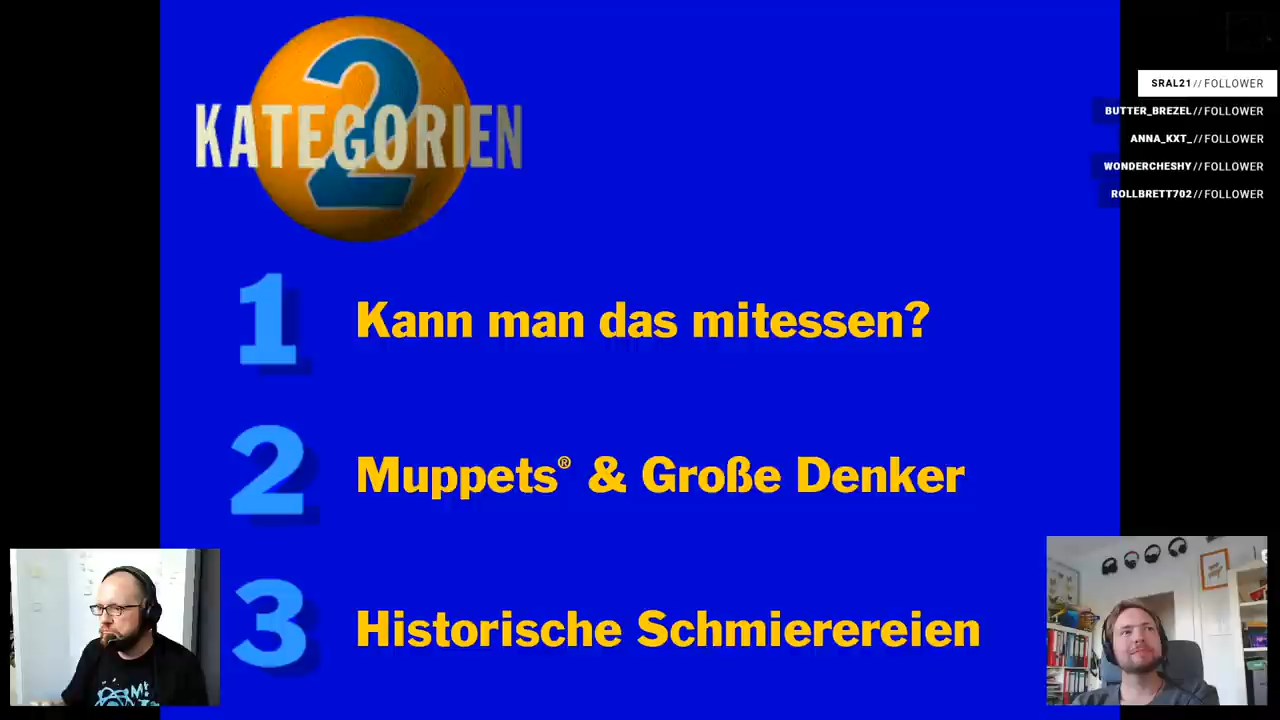 2
KATEGORIEN
SRAL21//FOLLOWER
BUTTER_BREZEL//FOLLOWER
ANNA_KXT_//FOLLOWER
WONDERCHESHY//FOLLOWER
ROLLBRETT702//FOLLOWER
1 Kann man das mitessen?
2 Muppets® & Große Denker
3 Historische Schmierereien